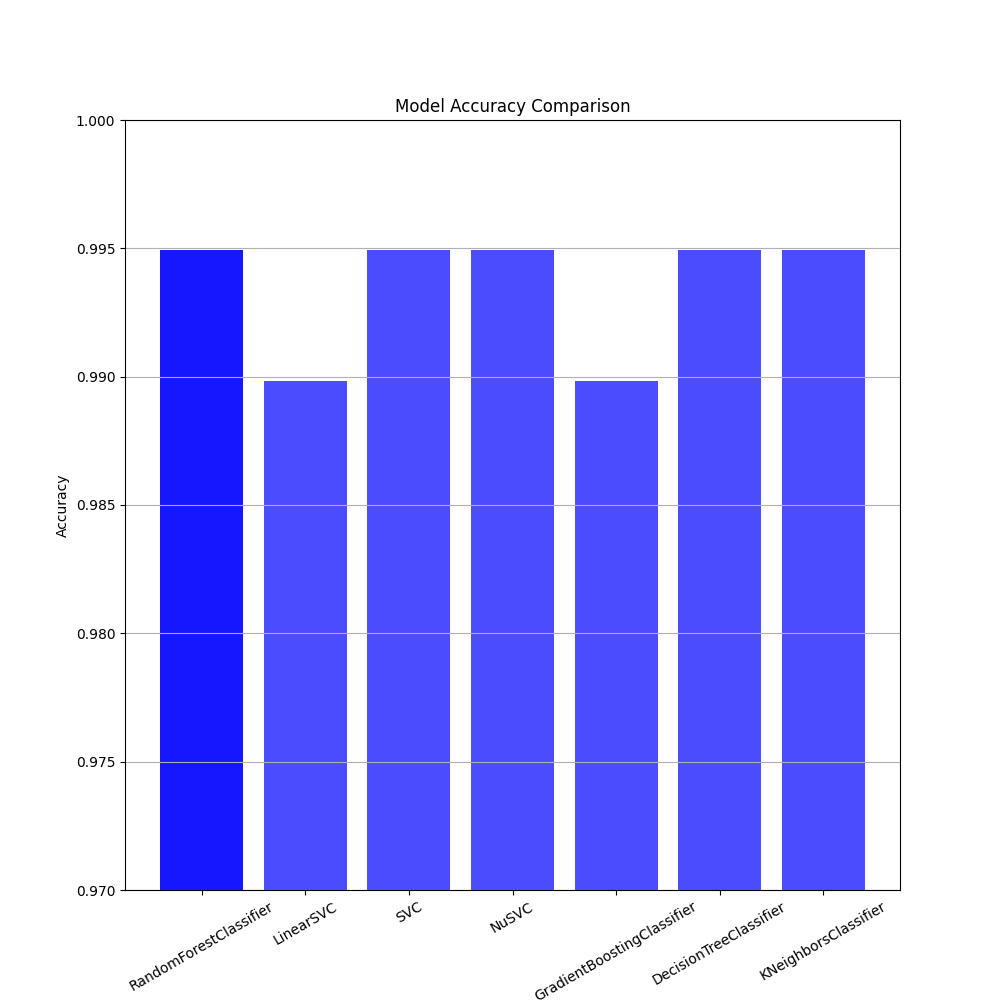 Model Accuracy Comparison
1.000
0.995
0.990
0.985
0.980
0.975
0.970
Accuracy
RandomForestClassifier
LinearSVC
SVC
NuSVC
GradientBoostingClassifier
DecisionTreeClassifier
KNeighborsClassifier